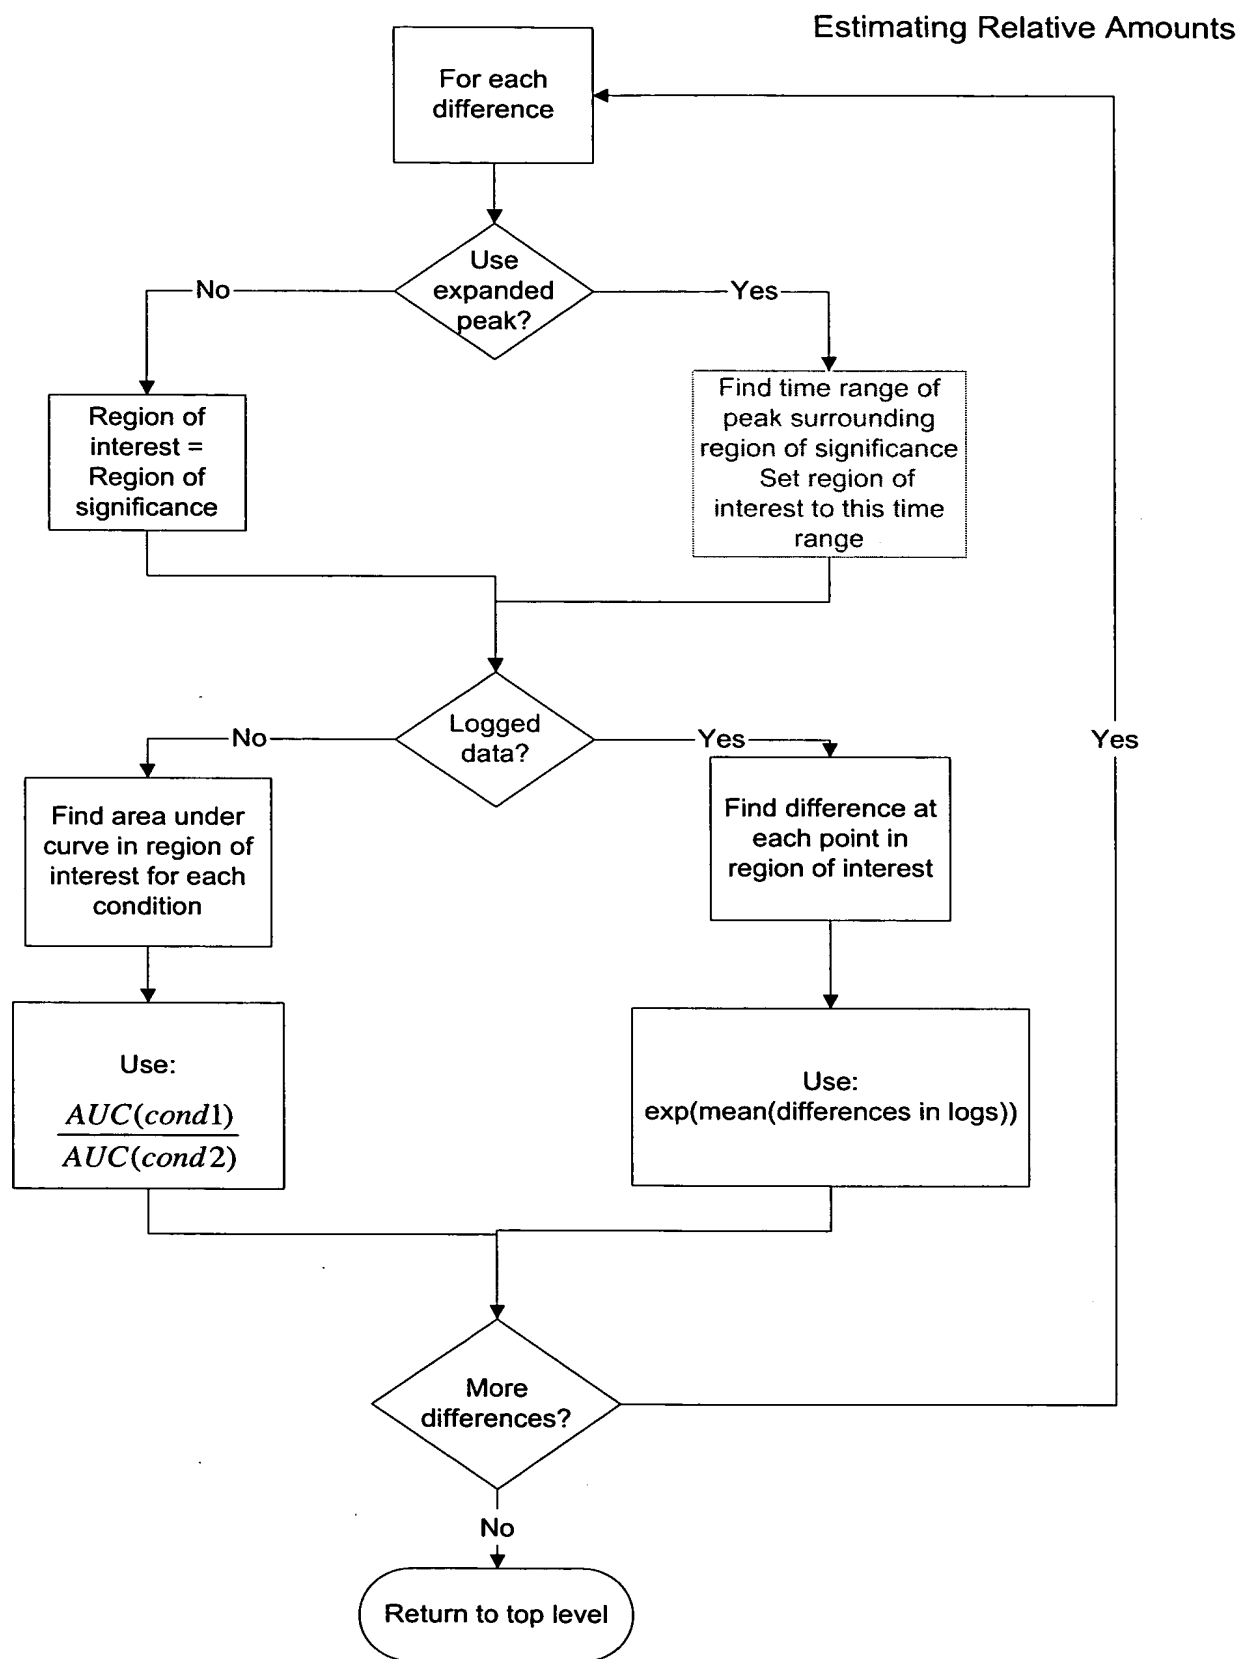 Estimating Relative Amounts
For each
difference
Use
expanded
peak?
No
Yes
Region of
interest =
Region of
significance
Find time range of
peak surrounding
region of significance
Set region of
interest to this time
range
Logged
data?
No
Yes
Yes
Find area under
curve in region of
interest for each
condition
Find difference at
each point in
region of interest
Use:
AUC(cond1)
AUC(cond2)
Use:
exp(mean(differences in logs))
More
differences?
No
Return to top level